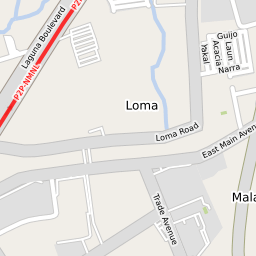 Laguna Boulevard
P2P-NMNL
P2P
Guijo
Laun
Acacia
Yakal
Narra
Loma
Loma Road
East Main Avenue
Trade Avenue
Mala